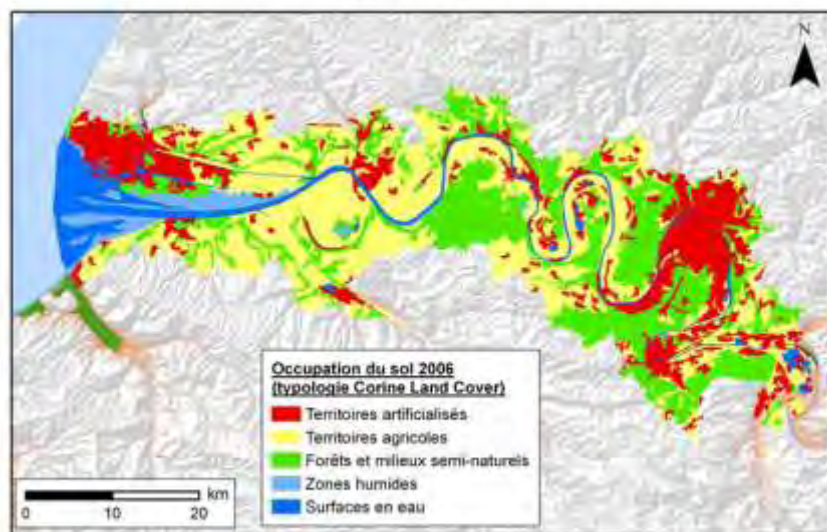 N
Occupation du sol 2006
(typologie Corine Land Cover)
Territoires artificialisés
Territoires agricoles
Forêts et milieux semi-naturels
Zones humides
Surfaces en eau
km
0 10 20